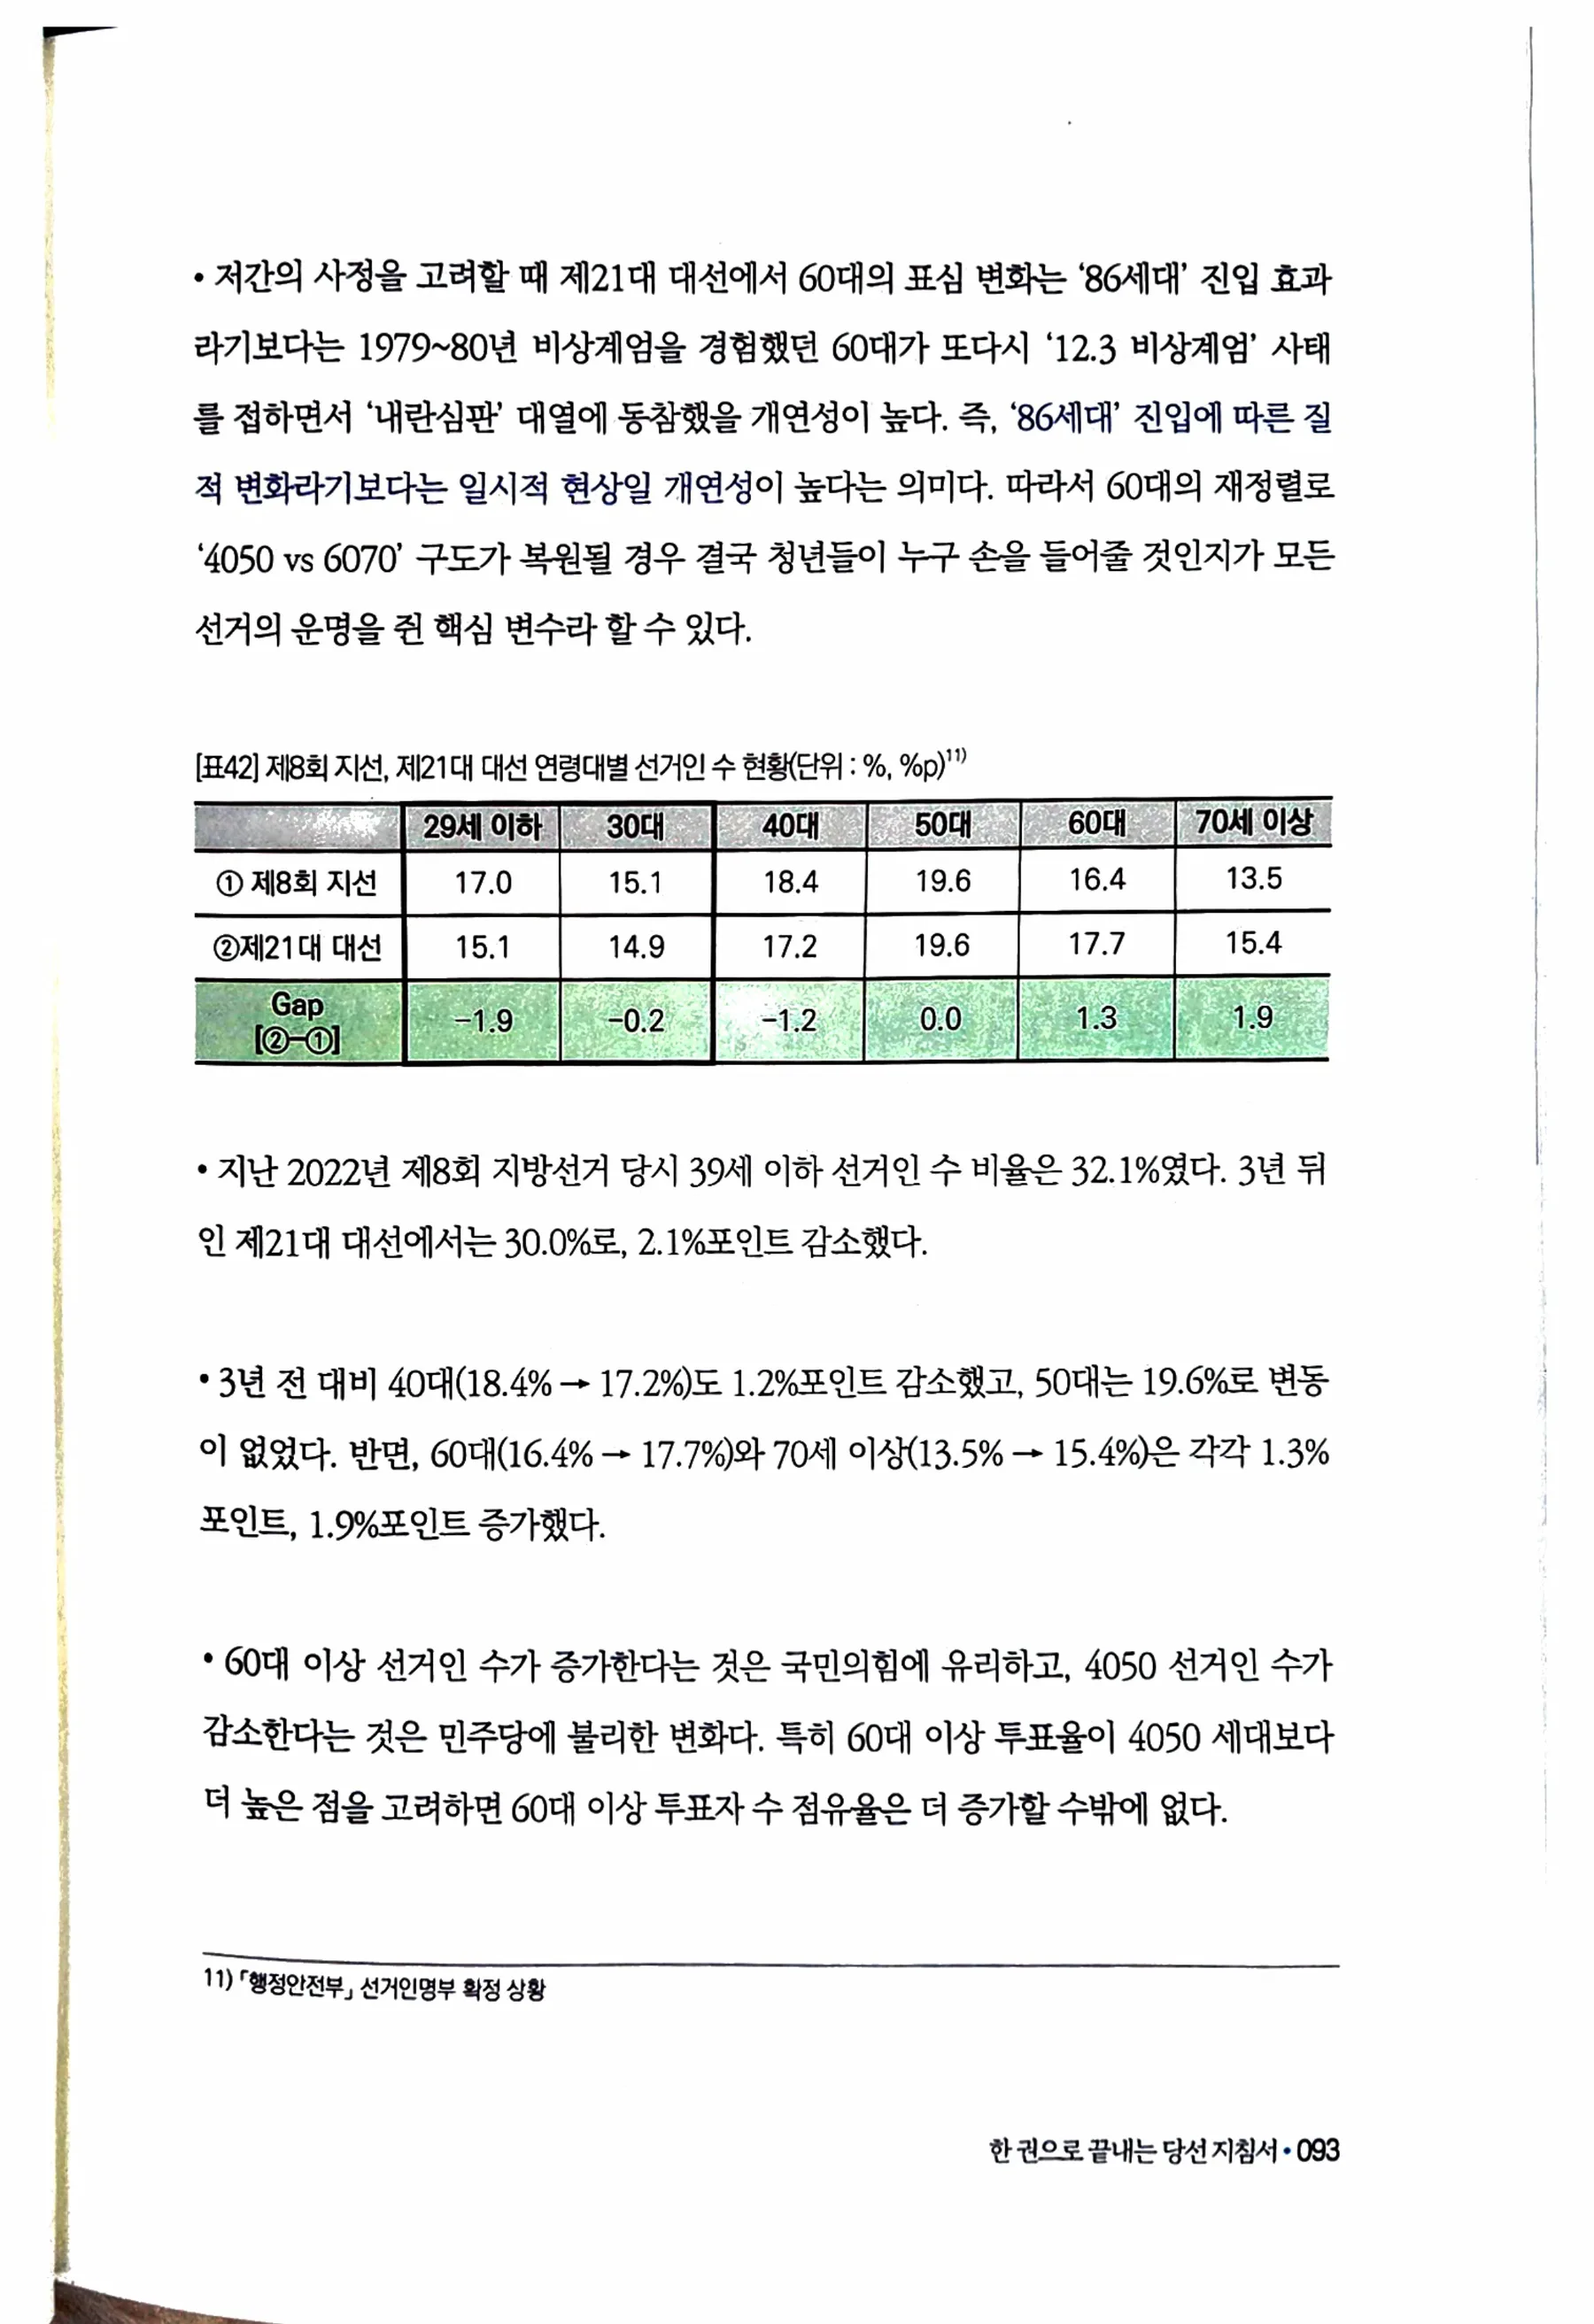 • 저간의 사정을 고려할 때 제21대 대선에서 60대의 표심 변화는 ‘86세대’ 진입 효과
라기보다는 1979~80년 비상계엄을 경험했던 60대가 또다시 ‘12.3 비상계엄’ 사태
를 접하면서 ‘내란심판’ 대열에 동참했을 개연성이 높다. 즉, ‘86세대’ 진입에 따른 질
적 변화라기보다는 일시적 현상일 개연성이 높다는 의미다. 따라서 60대의 재정렬로
‘4050 vs 6070’ 구도가 복원될 경우 결국 청년들이 누구 손을 들어줄 것인지가 모든
선거의 운명을 쥔 핵심 변수라 할 수 있다.
[표42] 제8회 지선, 제21대 대선 연령대별 선거인 수 현황(단위 : %, %p)¹¹⁾
29세 이하 30대 40대 50대 60대 70세 이상
① 제8회 지선 17.0 15.1 18.4 19.6 16.4 13.5
②제21대 대선 15.1 14.9 17.2 19.6 17.7 15.4
Gap
[②-①] -1.9 -0.2 -1.2 0.0 1.3 1.9
• 지난 2022년 제8회 지방선거 당시 39세 이하 선거인 수 비율은 32.1%였다. 3년 뒤
인 제21대 대선에서는 30.0%로, 2.1%포인트 감소했다.
• 3년 전 대비 40대(18.4% → 17.2%)도 1.2%포인트 감소했고, 50대는 19.6%로 변동
이 없었다. 반면, 60대(16.4% → 17.7%)와 70세 이상(13.5% → 15.4%)은 각각 1.3%
포인트, 1.9%포인트 증가했다.
• 60대 이상 선거인 수가 증가한다는 것은 국민의힘에 유리하고, 4050 선거인 수가
감소한다는 것은 민주당에 불리한 변화다. 특히 60대 이상 투표율이 4050 세대보다
더 높은 점을 고려하면 60대 이상 투표자 수 점유율은 더 증가할 수밖에 없다.
11) 「행정안전부」 선거인명부 확정 상황
한 권으로 끝내는 당선 지침서 • 093